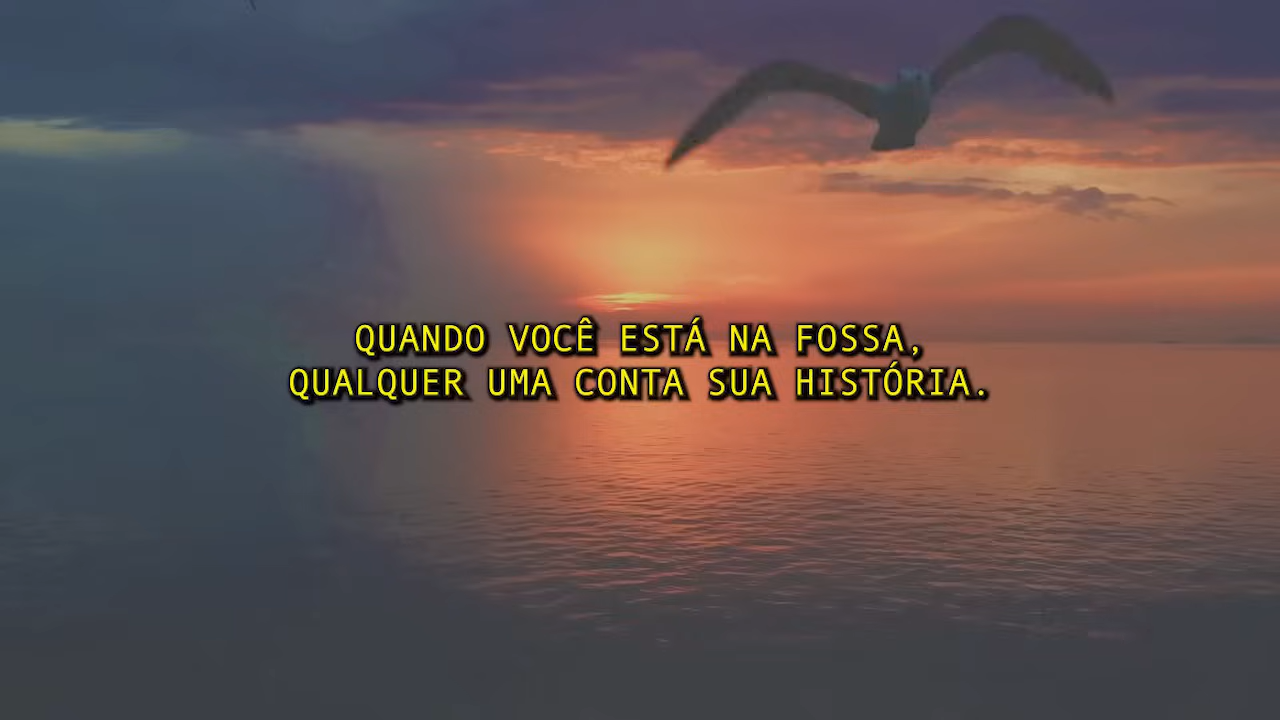 QUANDO VOCÊ ESTÁ NA FOSSA,
QUALQUER UMA CONTA SUA HISTÓRIA.